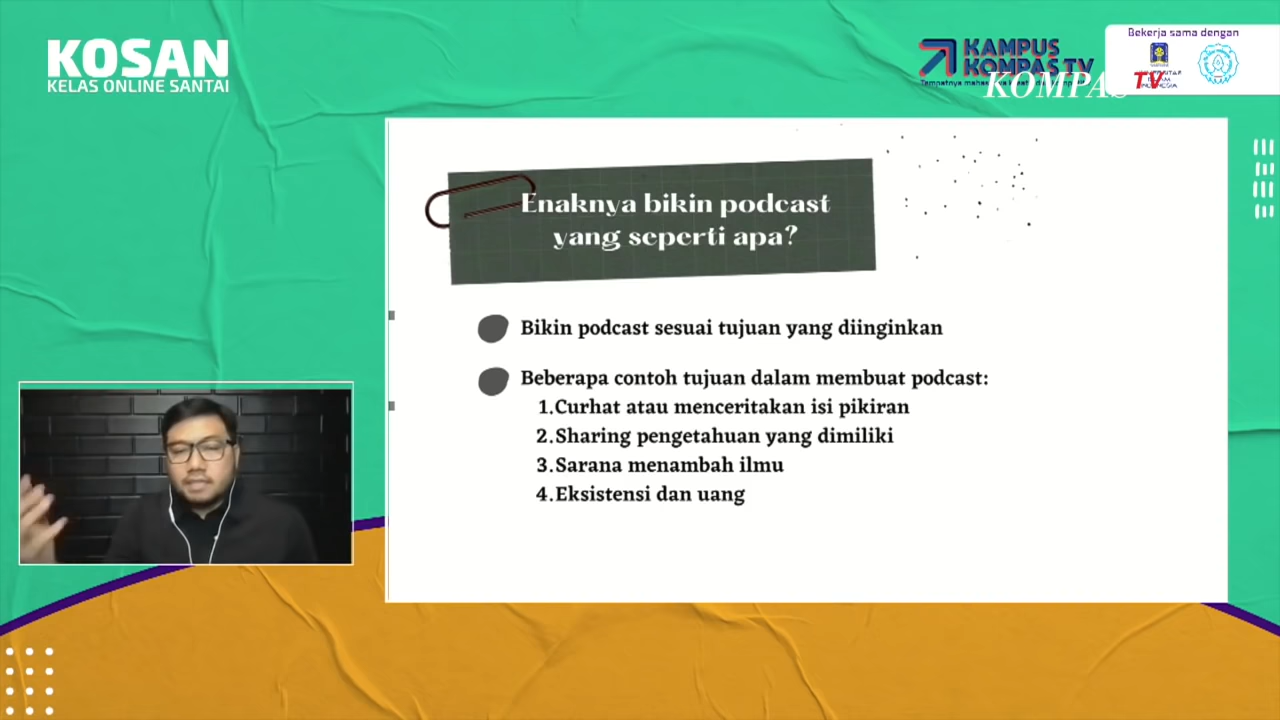 KOSAN
KELAS ONLINE SANTAI
KAMPUS
KOMPAS TV
KOMPAS TV
Bekerja sama dengan
Enaknya bikin podcast
yang seperti apa?
Bikin podcast sesuai tujuan yang diinginkan
Beberapa contoh tujuan dalam membuat podcast:
1.Curhat atau menceritakan isi pikiran
2.Sharing pengetahuan yang dimiliki
3.Sarana menambah ilmu
4.Eksistensi dan uang